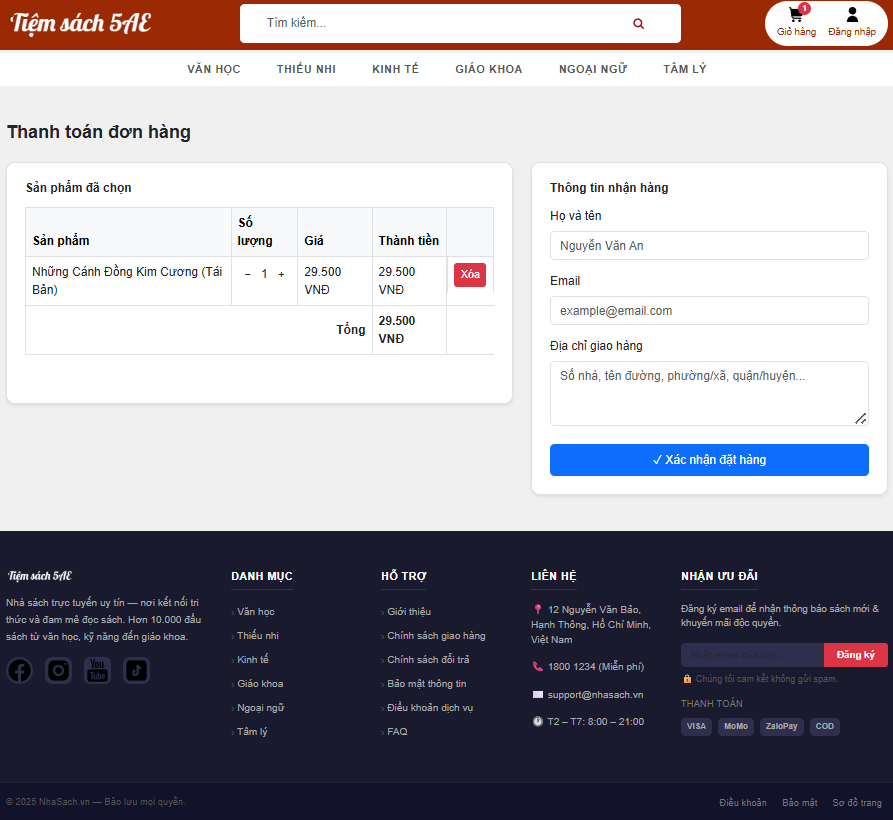 Tiệm sách 5AE
Tìm kiếm...
1
Giỏ hàng
Đăng nhập
VĂN HỌC
THIẾU NHI
KINH TẾ
GIÁO KHOA
NGOẠI NGỮ
TÂM LÝ
Thanh toán đơn hàng
Sản phẩm đã chọn
Sản phẩm
Số
lượng
Giá
Thành tiền
Những Cánh Đồng Kim Cương (Tái
Bản)
− 1 +
29.500
VNĐ
29.500
VNĐ
Xóa
Tổng
29.500
VNĐ
Thông tin nhận hàng
Họ và tên
Nguyễn Văn An
Email
example@email.com
Địa chỉ giao hàng
Số nhà, tên đường, phường/xã, quận/huyện...
✓ Xác nhận đặt hàng
Tiệm sách 5AE
Nhà sách trực tuyến uy tín — nơi kết nối tri
thức và đam mê đọc sách. Hơn 10.000 đầu
sách từ văn học, kỹ năng đến giáo khoa.
You
Tube
DANH MỤC
› Văn học
› Thiếu nhi
› Kinh tế
› Giáo khoa
› Ngoại ngữ
› Tâm lý
HỖ TRỢ
› Giới thiệu
› Chính sách giao hàng
› Chính sách đổi trả
› Bảo mật thông tin
› Điều khoản dịch vụ
› FAQ
LIÊN HỆ
📍 12 Nguyễn Văn Bảo,
Hạnh Thông, Hồ Chí Minh,
Việt Nam
📞 1800 1234 (Miễn phí)
✉️ support@nhasach.vn
🕐 T2 – T7: 8:00 – 21:00
NHẬN ƯU ĐÃI
Đăng ký email để nhận thông báo sách mới &
khuyến mãi độc quyền.
Nhập email của bạn...
Đăng ký
🔒 Chúng tôi cam kết không gửi spam.
THANH TOÁN
VISA
MoMo
ZaloPay
COD
© 2025 NhaSach.vn — Bảo lưu mọi quyền.
Điều khoản
Bảo mật
Sơ đồ trang